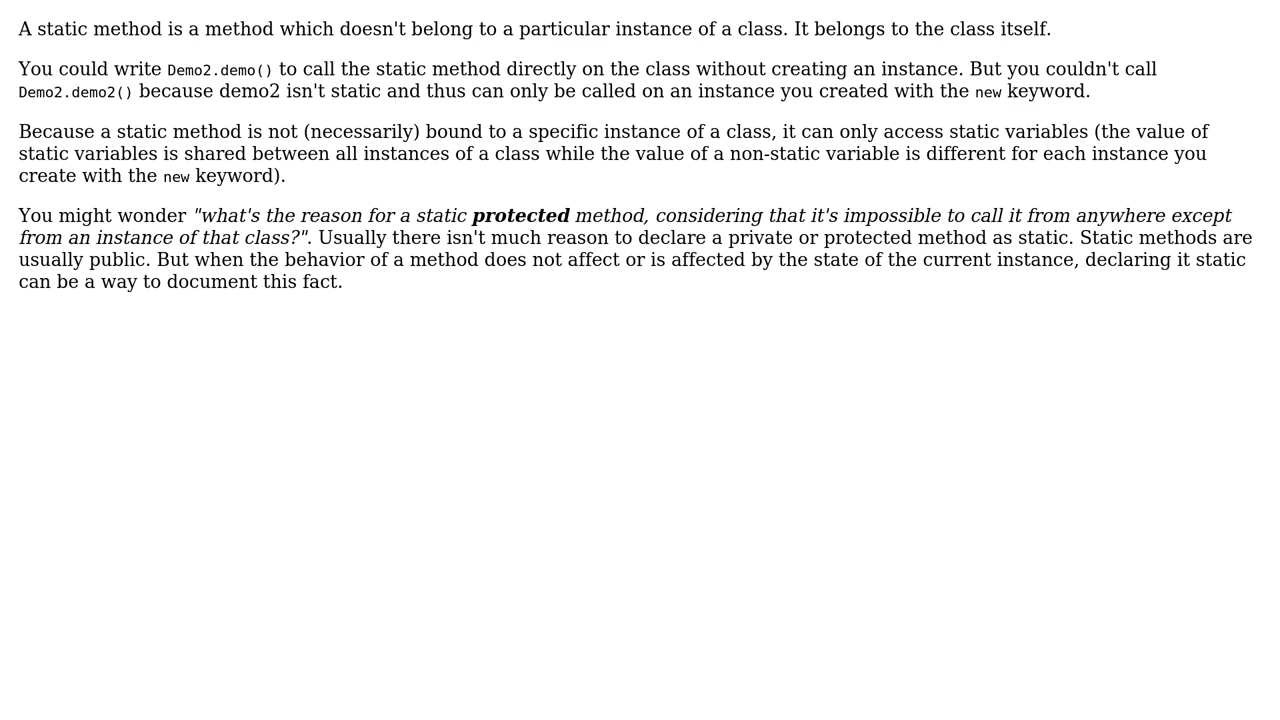 A static method is a method which doesn't belong to a particular instance of a class. It belongs to the class itself.
You could write Demo2.demo() to call the static method directly on the class without creating an instance. But you couldn't call
Demo2.demo2() because demo2 isn't static and thus can only be called on an instance you created with the new keyword.
Because a static method is not (necessarily) bound to a specific instance of a class, it can only access static variables (the value of
static variables is shared between all instances of a class while the value of a non-static variable is different for each instance you
create with the new keyword).
You might wonder "what's the reason for a static protected method, considering that it's impossible to call it from anywhere except
from an instance of that class?". Usually there isn't much reason to declare a private or protected method as static. Static methods are
usually public. But when the behavior of a method does not affect or is affected by the state of the current instance, declaring it static
can be a way to document this fact.